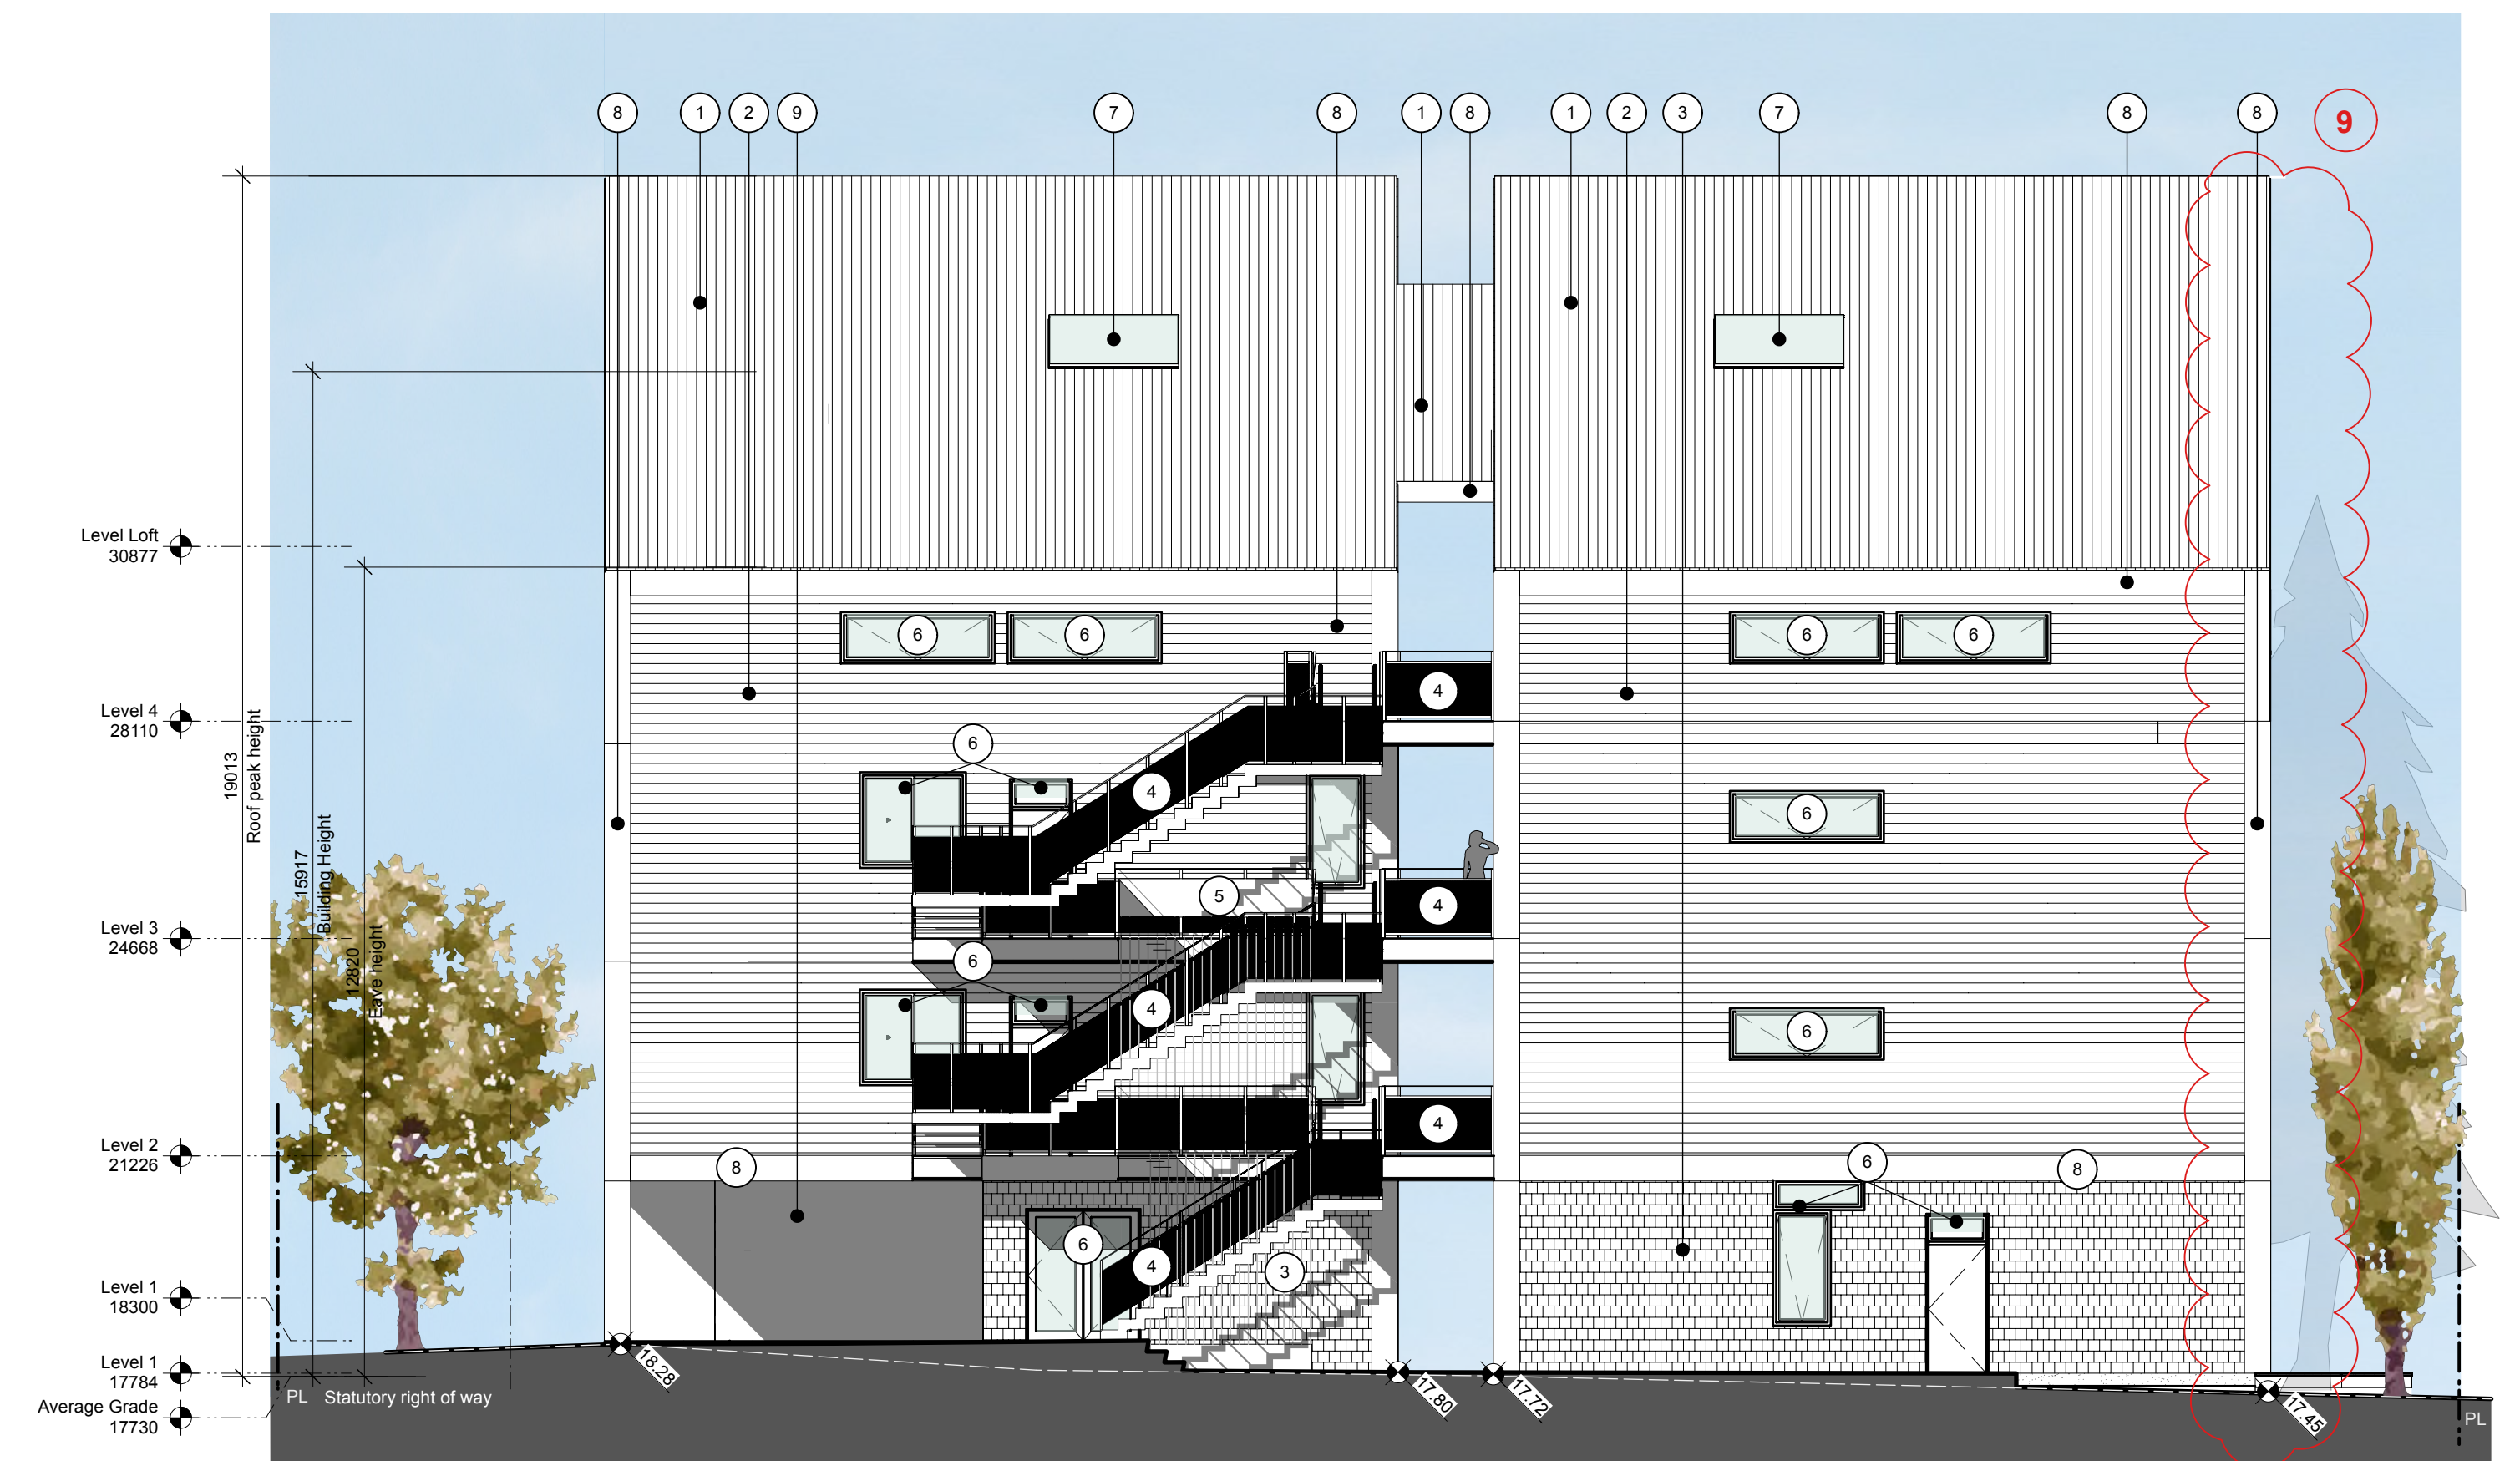 8 1 2 9 7 8 1 8 1 2 3 7 8 8 9
Level Loft
30877
6 6 6 6
4
Level 4
28110
19013
Roof peak height
6
4
6
15917
Building Height
5
4
Level 3
24668
12820
Eave height
6
4
6
4
Level 2
21226
8
6
8
6
4
3
Level 1
18300
Level 1
17784
Average Grade
17730
PL
Statutory right of way
18.28
17.80
17.72
17.45
PL